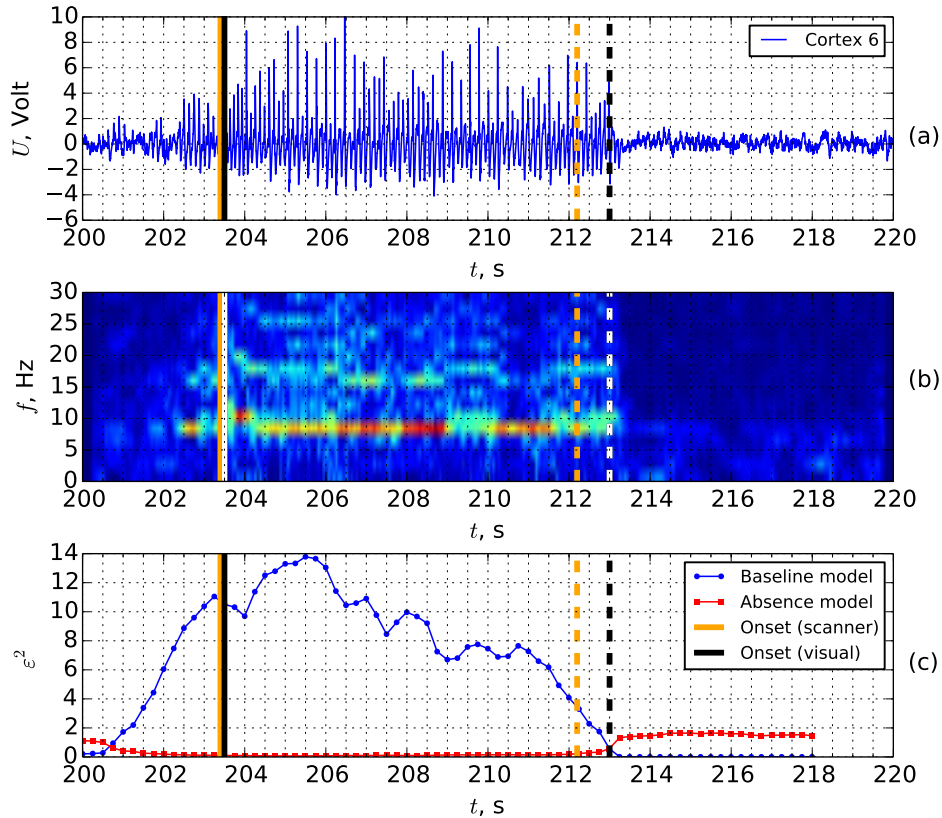 10
8
6
4
2
0
−2
−4
−6
U, Volt
Cortex 6
(a)
200 202 204 206 208 210 212 214 216 218 220
t, s
30
25
20
15
10
5
0
f, Hz
(b)
200 202 204 206 208 210 212 214 216 218 220
t, s
14
12
10
8
6
4
2
0
ε²
Baseline model
Absence model
Onset (scanner)
Onset (visual)
(c)
200 202 204 206 208 210 212 214 216 218 220
t, s